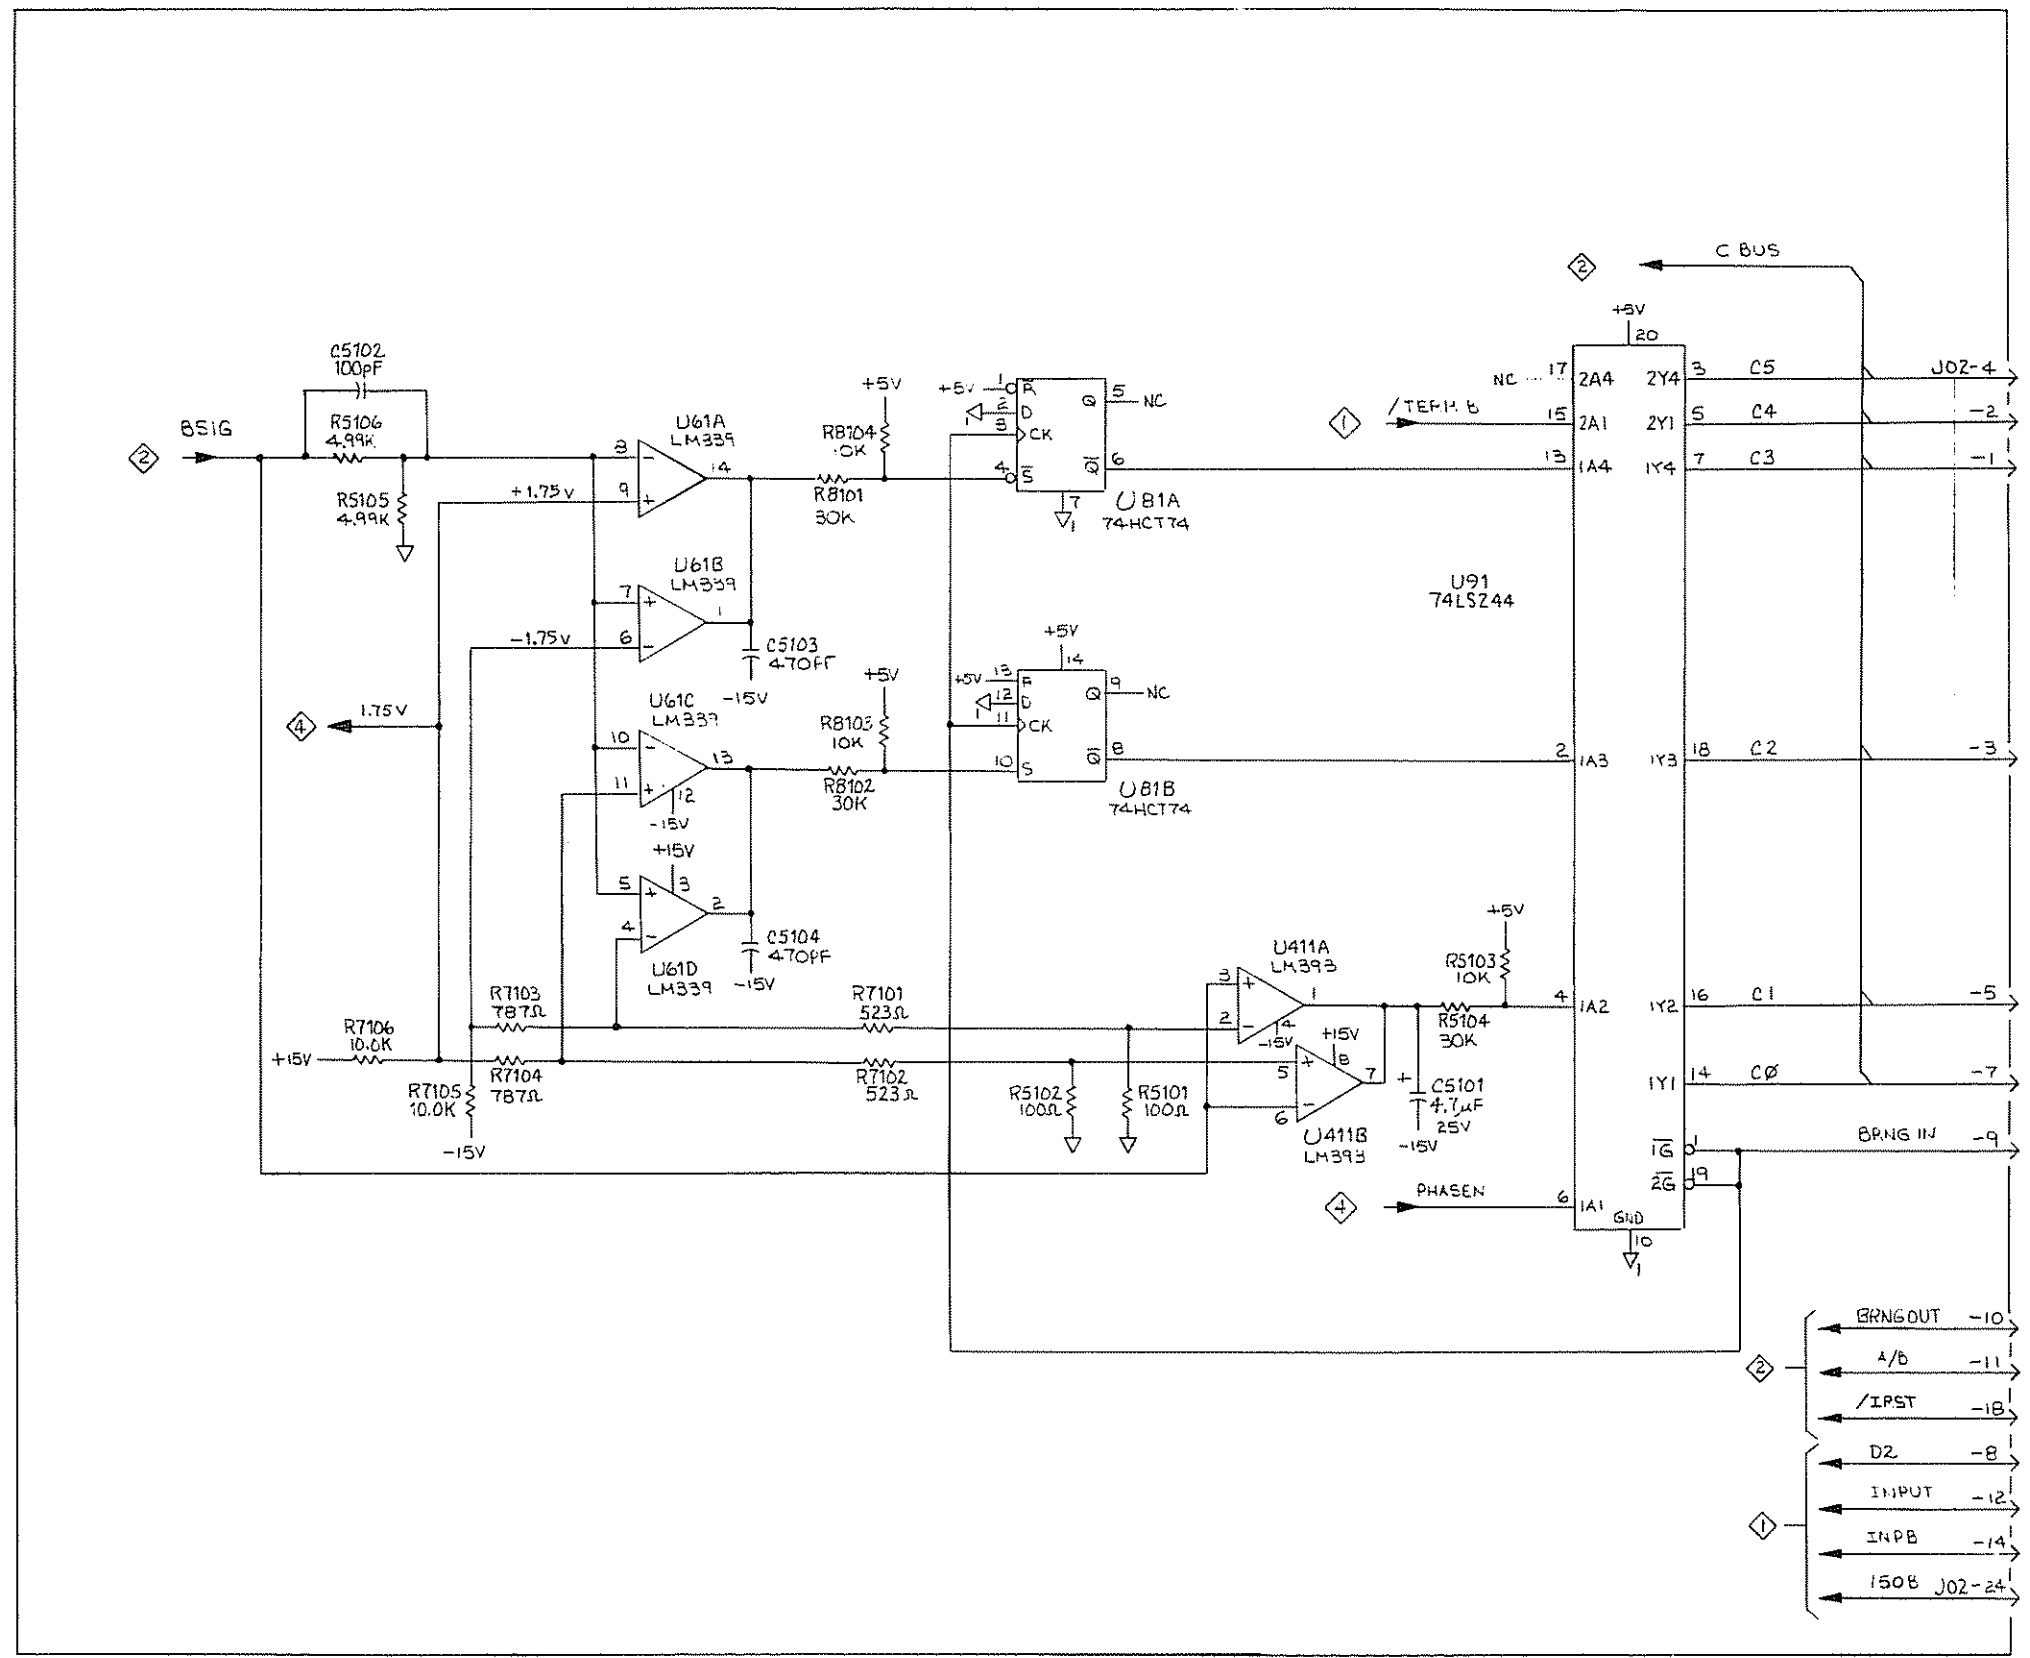 2
C BUS
+5V
20
C5102
100pF
R5106
4.99K
BSIG
2
R5105
4.99K
U61A
LM339
8
-
9
+
14
+1.75V
R8104
10K
+5V
R8101
30K
+5V
1
R
2
D
1
3
CK
4
S
Q
5
NC
Q
6
7
1
U81A
74HCT74
NC
17
2A4
2Y4
3
C5
J02-4
1
/TERM B
15
2A1
2Y1
5
C4
-2
13
1A4
1Y4
7
C3
-1
U61B
LM339
7
+
6
-
1
-1.75V
C5103
470PF
-15V
U91
74LS244
4
1.75V
U61C
LM339
10
-
11
+
13
12
-15V
+5V
R8103
10K
R8102
30K
+5V
14
+5V
13
R
12
D
1
11
CK
10
S
Q
9
NC
Q
8
U81B
74HCT74
2
1A3
1Y3
18
C2
-3
+15V
3
5
+
4
-
2
U61D
LM339
C5104
470PF
-15V
R7103
787Ω
R7101
523Ω
R7106
10.0K
+15V
R7104
787Ω
R7102
523Ω
R7105
10.0K
-15V
R5102
100Ω
R5101
100Ω
U411A
LM393
3
+
2
-
1
4
-15V
+15V
8
5
+
6
-
7
U411B
LM393
+5V
R5103
10K
R5104
30K
+
C5101
4.7μF
25V
-15V
4
1A2
1Y2
16
C1
-5
1Y1
14
CØ
-7
1G
1
BRNG IN
-9
2G
19
4
PHASEN
6
1A1
GND
10
1
2
BRNGOUT
-10
A/B
-11
/IRST
-18
1
D2
-8
INPUT
-12
INPB
-14
150B
J02-24